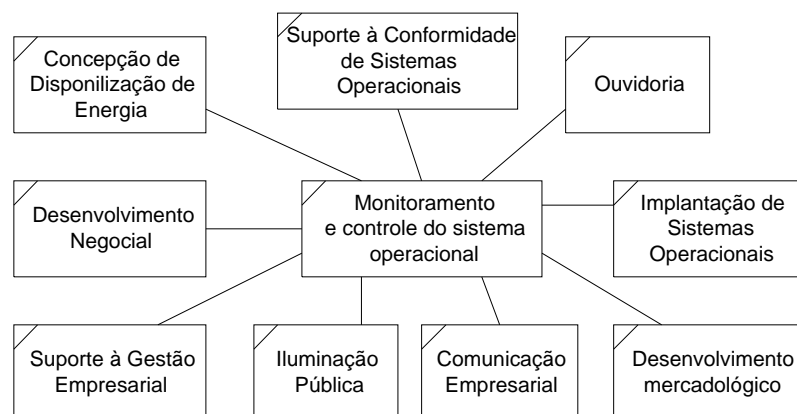 Concepção de
Disponilização de
Energia
Suporte à Conformidade
de Sistemas
Operacionais
Ouvidoria
Desenvolvimento
Negocial
Monitoramento
e controle do sistema
operacional
Implantação de
Sistemas
Operacionais
Suporte à Gestão
Empresarial
Iluminação
Pública
Comunicação
Empresarial
Desenvolvimento
mercadológico